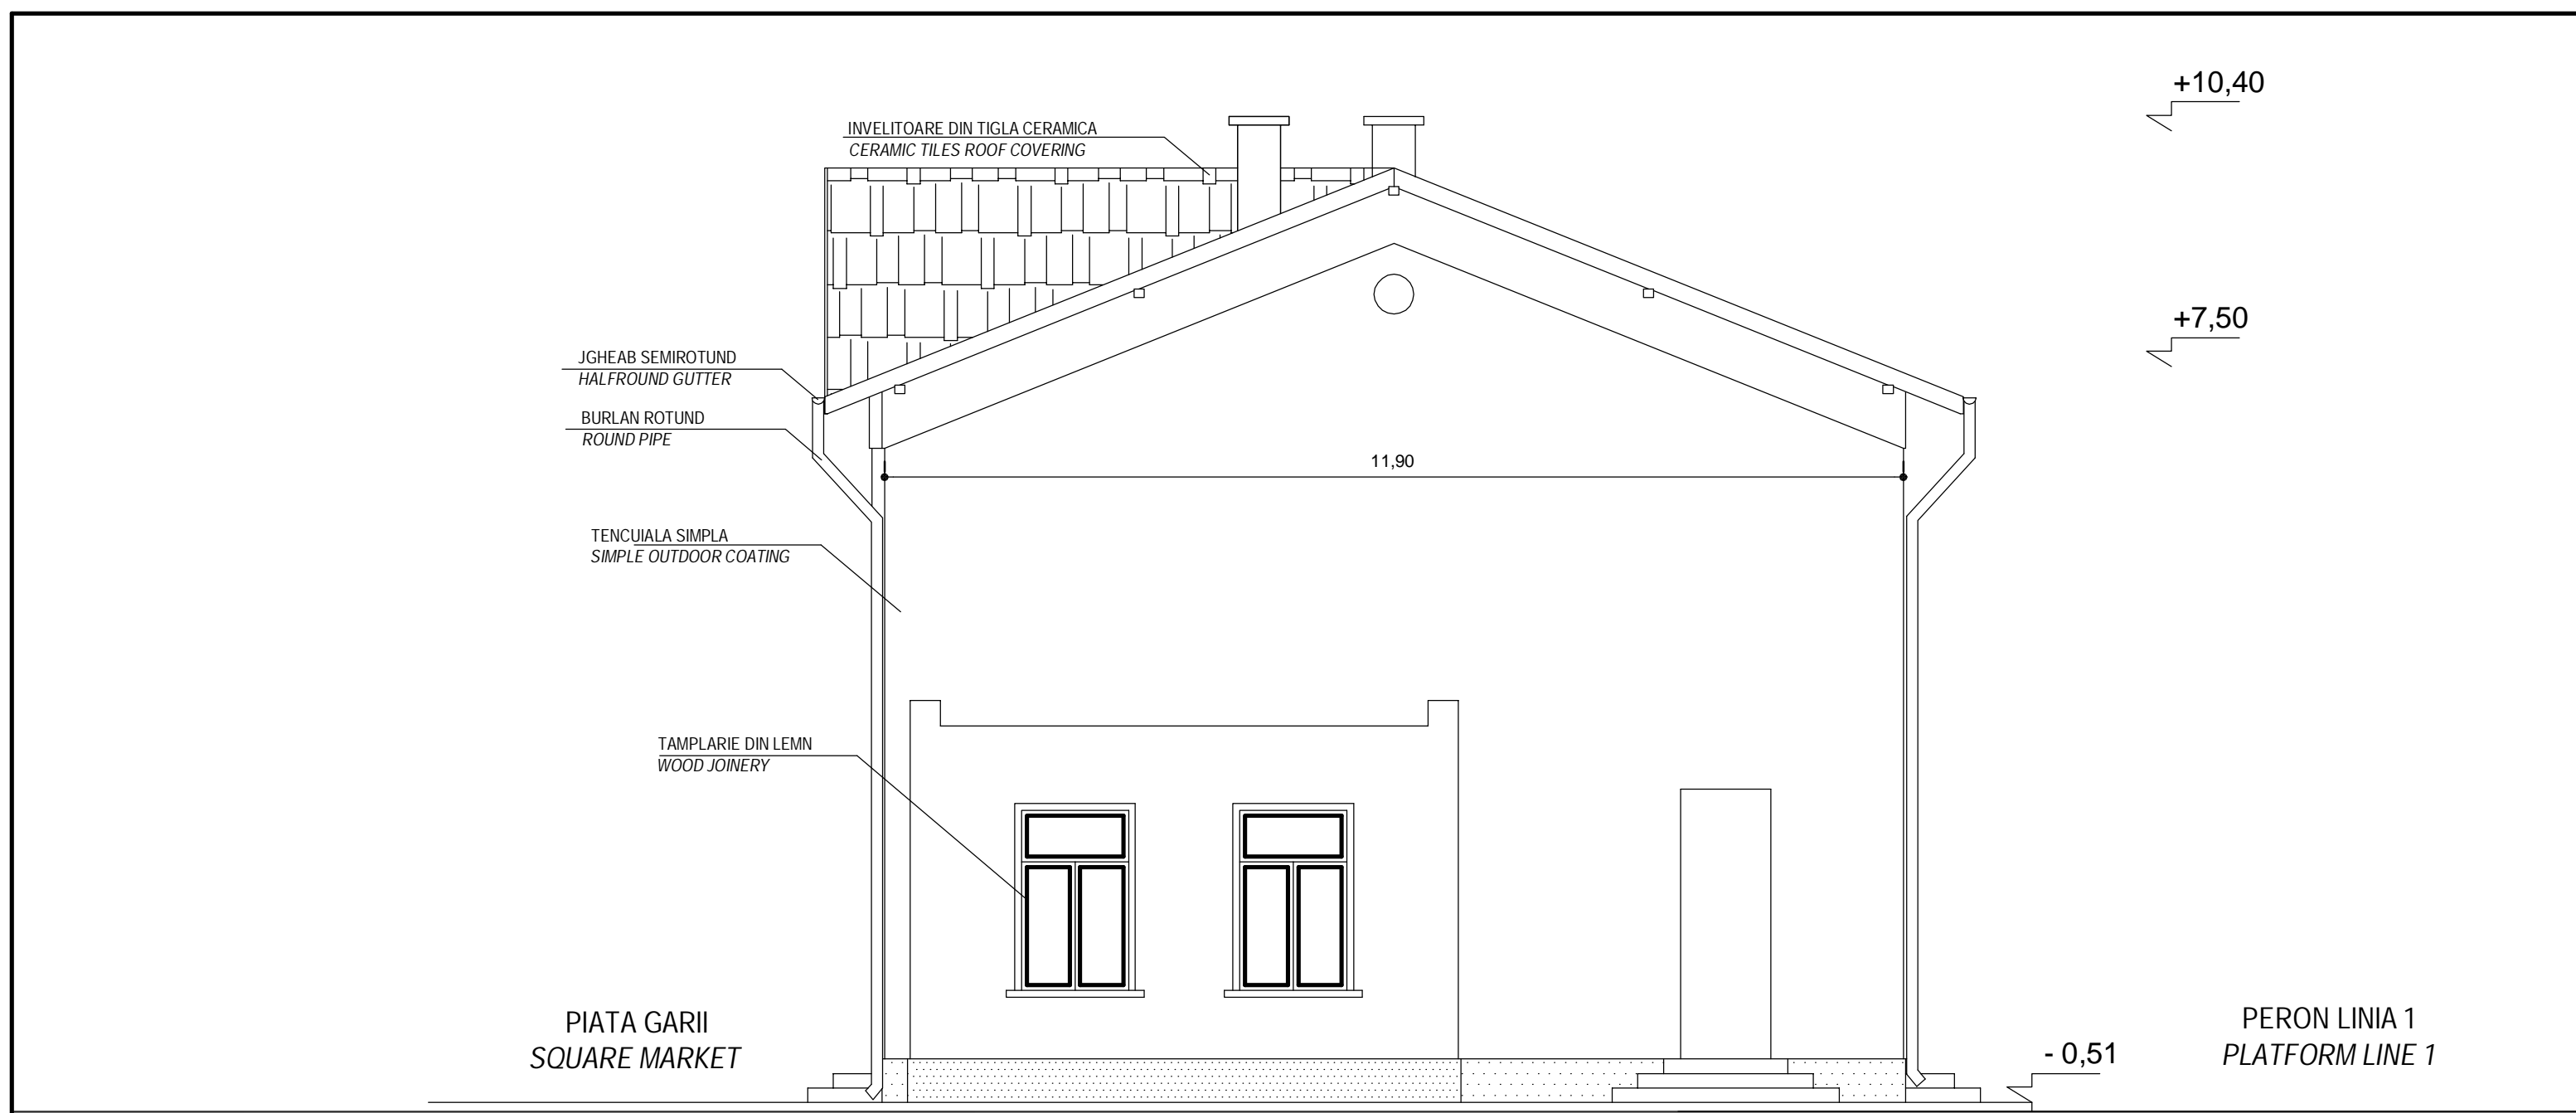 +10,40
INVELITOARE DIN TIGLA CERAMICA
CERAMIC TILES ROOF COVERING
+7,50
JGHEAB SEMIROTUND
HALFROUND GUTTER
BURLAN ROTUND
ROUND PIPE
11,90
TENCUIALA SIMPLA
SIMPLE OUTDOOR COATING
TAMPLARIE DIN LEMN
WOOD JOINERY
PIATA GARII
SQUARE MARKET
- 0,51
PERON LINIA 1
PLATFORM LINE 1